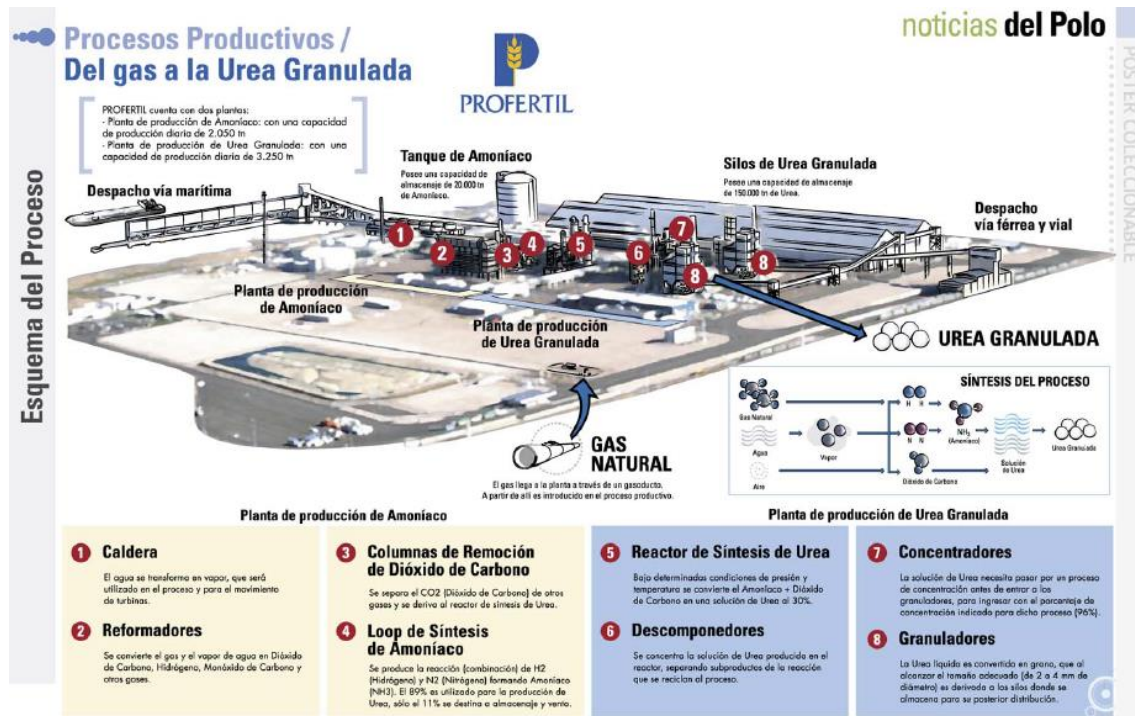 Esquema del Proceso
Procesos Productivos /
Del gas a la Urea Granulada
PROFERTIL
noticias del Polo
POSTER COLECCIONABLE
PROFERTIL cuenta con dos plantas:
- Planta de producción de Amoníaco: con una capacidad
de producción diaria de 2.050 tn
- Planta de producción de Urea Granulada: con una
capacidad de producción diaria de 3.250 tn
Despacho vía marítima
Tanque de Amoníaco
Posee una capacidad de
almacenaje de 20.000 tn
de Amoníaco.
Silos de Urea Granulada
Posee una capacidad de almacenaje
de 150.000 tn de Urea.
Despacho
vía férrea y vial
1
2
3
4
5
6
7
8
8
Planta de producción
de Amoníaco
Planta de producción
de Urea Granulada
UREA GRANULADA
GAS
NATURAL
El gas llega a la planta a través de un gasoducto.
A partir de allí es introducido en el proceso productivo.
SÍNTESIS DEL PROCESO
Gas Natural
Agua
Aire
Vapor
H H
N N
Dióxido de Carbono
NH3
(Amoníaco)
Solución
de Urea
Urea Granulada
Planta de producción de Amoníaco
1 Caldera
El agua se transforma en vapor, que será
utilizado en el proceso y para el movimiento
de turbinas.
2 Reformadores
Se convierte el gas y el vapor de agua en Dióxido
de Carbono, Hidrógeno, Monóxido de Carbono y
otros gases.
3 Columnas de Remoción
de Dióxido de Carbono
Se separa el CO2 (Dióxido de Carbono) de otros
gases y se deriva al reactor de síntesis de Urea.
4 Loop de Síntesis
de Amoníaco
Se produce la reacción (combinación) de H2
(Hidrógeno) y N2 (Nitrógeno) formando Amoníaco
(NH3). El 89% es utilizado para la producción de
Urea, sólo el 11% se destina a almacenaje y venta.
Planta de producción de Urea Granulada
5 Reactor de Síntesis de Urea
Bajo determinadas condiciones de presión y
temperatura se convierte el Amoníaco + Dióxido
de Carbono en una solución de Urea al 30%.
6 Descomponedores
Se concentra la solución de Urea producida en el
reactor, separando subproductos de la reacción
que se reciclan al proceso.
7 Concentradores
La solución de Urea necesita pasar por un proceso
de concentración antes de entrar a los
granuladores, para ingresar con el porcentaje de
concentración indicado para dicho proceso (96%).
8 Granuladores
La Urea líquida es convertida en grano, que al
alcanzar el tamaño adecuado (de 2 a 4 mm de
diámetro) es derivada a los silos donde se
almacena para su posterior distribución.